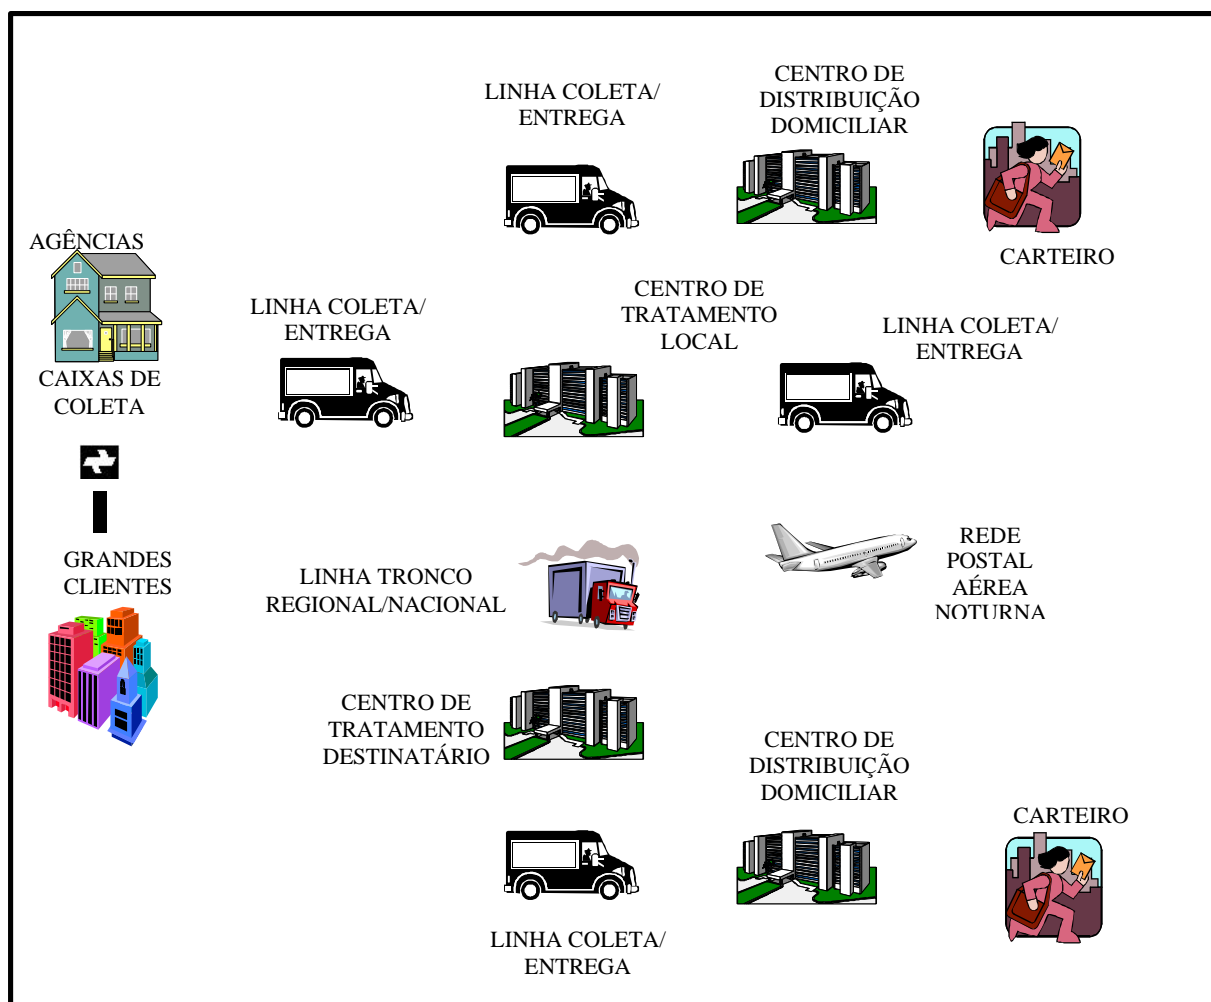 LINHA COLETA/
ENTREGA
CENTRO DE
DISTRIBUIÇÃO
DOMICILIAR
CARTEIRO
AGÊNCIAS
CAIXAS DE
COLETA
LINHA COLETA/
ENTREGA
CENTRO DE
TRATAMENTO
LOCAL
LINHA COLETA/
ENTREGA
GRANDES
CLIENTES
LINHA TRONCO
REGIONAL/NACIONAL
REDE
POSTAL
AÉREA
NOTURNA
CENTRO DE
TRATAMENTO
DESTINATÁRIO
CENTRO DE
DISTRIBUIÇÃO
DOMICILIAR
CARTEIRO
LINHA COLETA/
ENTREGA